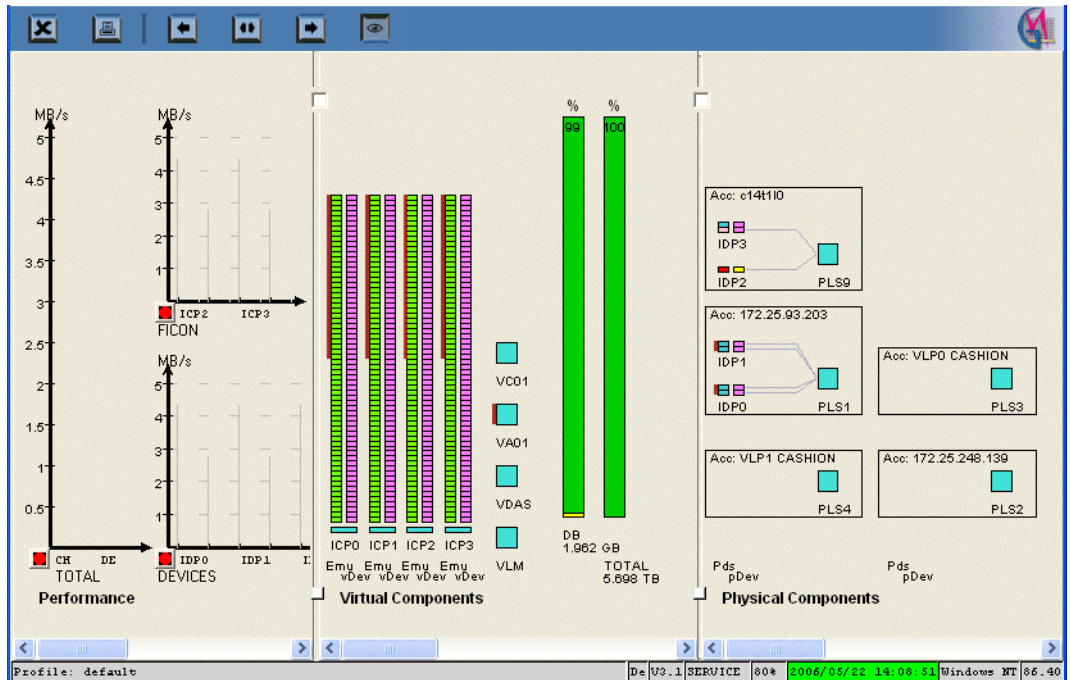 MB/s
5
4.5
4
3.5
3
2.5
2
1.5
1
0.5
CH DE
TOTAL
MB/s
5
4
3
2
1
ICP2 ICP3
FICON
MB/s
5
4
3
2
1
IDP0 IDP1
DEVICES
Performance
ICP0 ICP1 ICP2 ICP3
Emu Emu Emu Emu
vDev vDev vDev vDev
VC01
VA01
VDAS
VLM
% %
99 100
DB
1.962 GB
TOTAL
5.698 TB
Virtual Components
Acc: c14t1l0
IDP3
IDP2 PLS9
Acc: 172.25.93.203
IDP1
IDP0 PLS1
Acc: VLP0 CASHION
PLS3
Acc: VLP1 CASHION
PLS4
Acc: 172.25.248.139
PLS2
Pds Pds
pDev pDev
Physical Components
Profile: default De V3.1 SERVICE 80% 2006/05/22 14:08:51 Windows NT 86.40